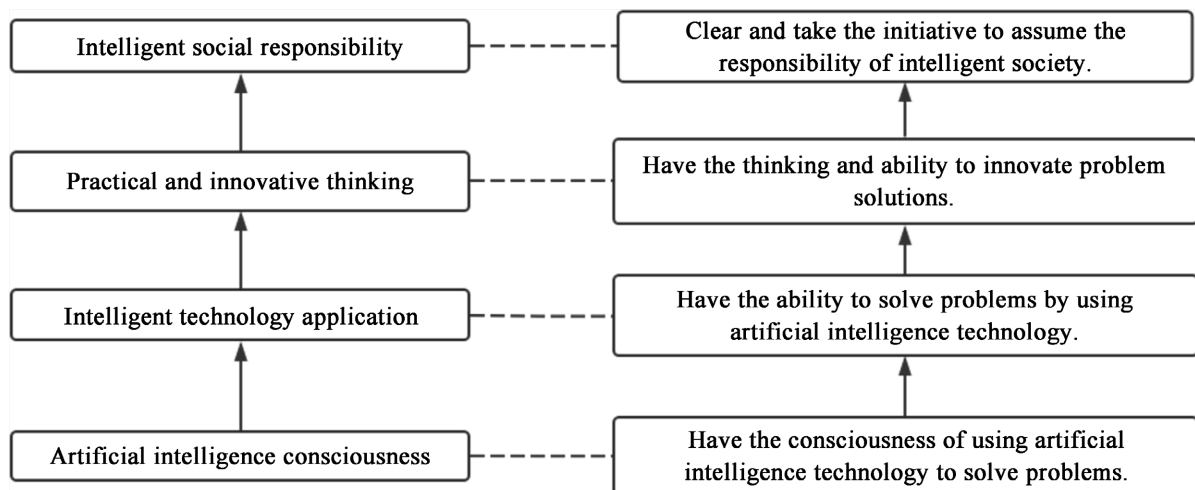 Intelligent social responsibility
Clear and take the initiative to assume the
responsibility of intelligent society.
Practical and innovative thinking
Have the thinking and ability to innovate problem
solutions.
Intelligent technology application
Have the ability to solve problems by using
artificial intelligence technology.
Artificial intelligence consciousness
Have the consciousness of using artificial
intelligence technology to solve problems.